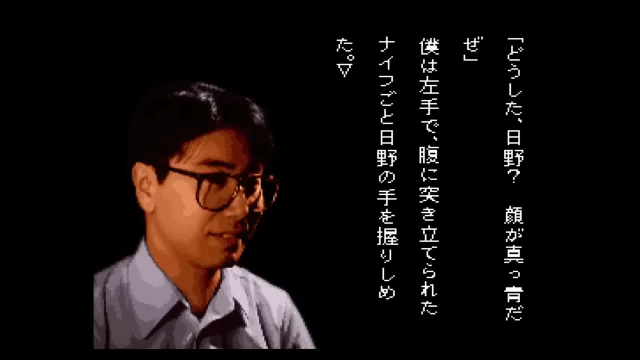 「どうした、日野？　顔が真っ青だ
ぜ」
僕は左手で、腹に突き立てられた
ナイフごと日野の手を握りしめ
た。▽